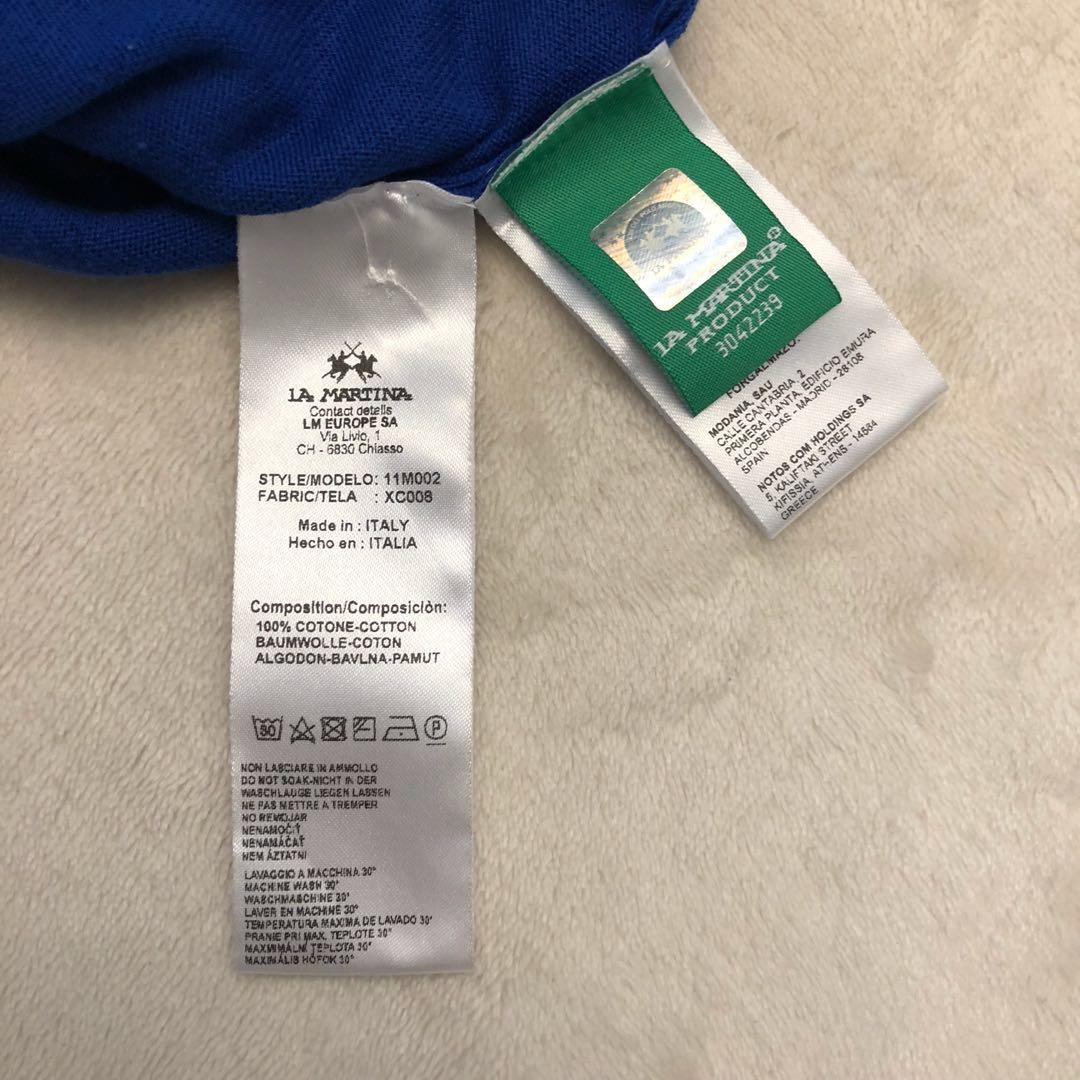 LA MARTINA
Contact details
LM EUROPE SA
Via Livio, 1
CH - 6830 Chiasso
STYLE/MODELO: 11M002
FABRIC/TELA : XC008
Made in : ITALY
Hecho en : ITALIA
Composition/Composiciòn:
100% COTONE-COTTON
BAUMWOLLE-COTON
ALGODON-BAVLNA-PAMUT
30
P
NON LASCIARE IN AMMOLLO
DO NOT SOAK-NICHT IN DER
WASCHLAUGE LIEGEN LASSEN
NE PAS METTRE A TREMPER
NO REMOJAR
NENAMOČIŤ
NENAMÁČAŤ
NEM ÁZTATNI
LAVAGGIO A MACCHINA 30°
MACHINE WASH 30°
WASCHMASCHINE 30°
LAVER EN MACHINE 30°
TEMPERATURA MAXIMA DE LAVADO 30°
PRANIE PRI MAX. TEPLOTE 30°
MAXIMÁLNÍ TEPLOTA 30°
MAXIMÁLIS HŐFOK 30°
LA MARTINA®
PRODUCT
3042239
FORGALMAZÓ:
MODANIA, SAU
CALLE CANTABRIA, 2
PRIMERA PLANTA, EDIFICIO EMURA
ALCOBENDAS - MADRID - 28108
SPAIN
NOTOS COM HOLDINGS SA
5, KALIFTAKI STREET
KIFISSIA, ATHENS - 14564
GREECE